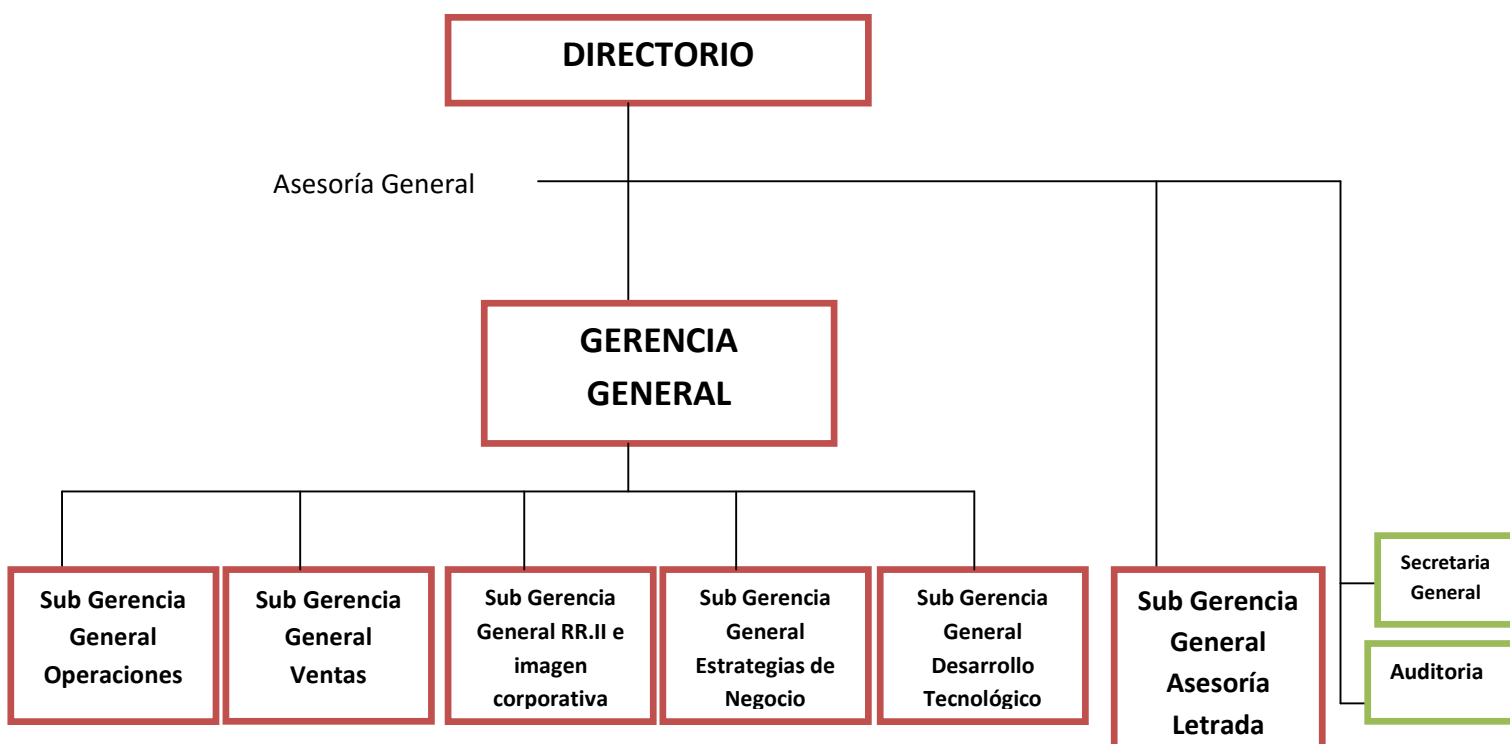 DIRECTORIO
Asesoría General
GERENCIA
GENERAL
Sub Gerencia
General
Operaciones
Sub Gerencia
General
Ventas
Sub Gerencia
General RR.II e
imagen
corporativa
Sub Gerencia
General
Estrategias de
Negocio
Sub Gerencia
General
Desarrollo
Tecnológico
Sub Gerencia
General
Asesoría
Letrada
Secretaria
General
Auditoria